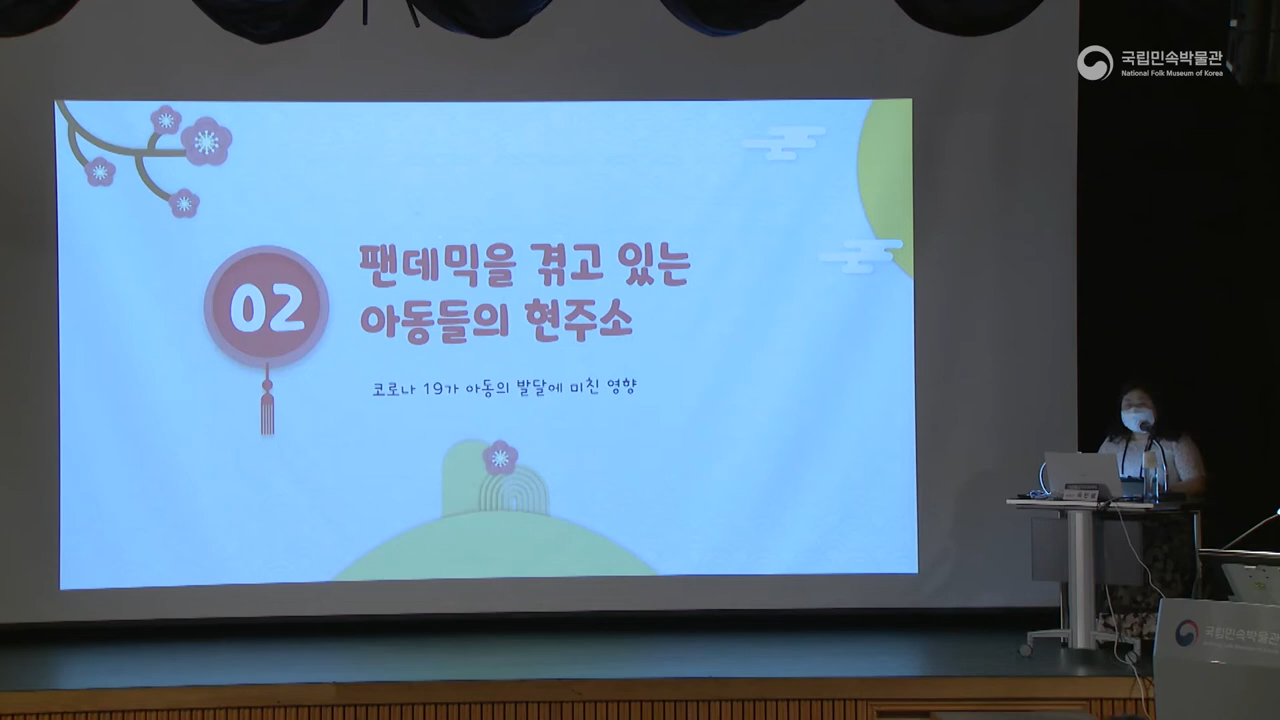 국립민속박물관
National Folk Museum of Korea
02
팬데믹을 겪고 있는
아동들의 현주소
코로나 19가 아동의 발달에 미친 영향
국립민속박물관